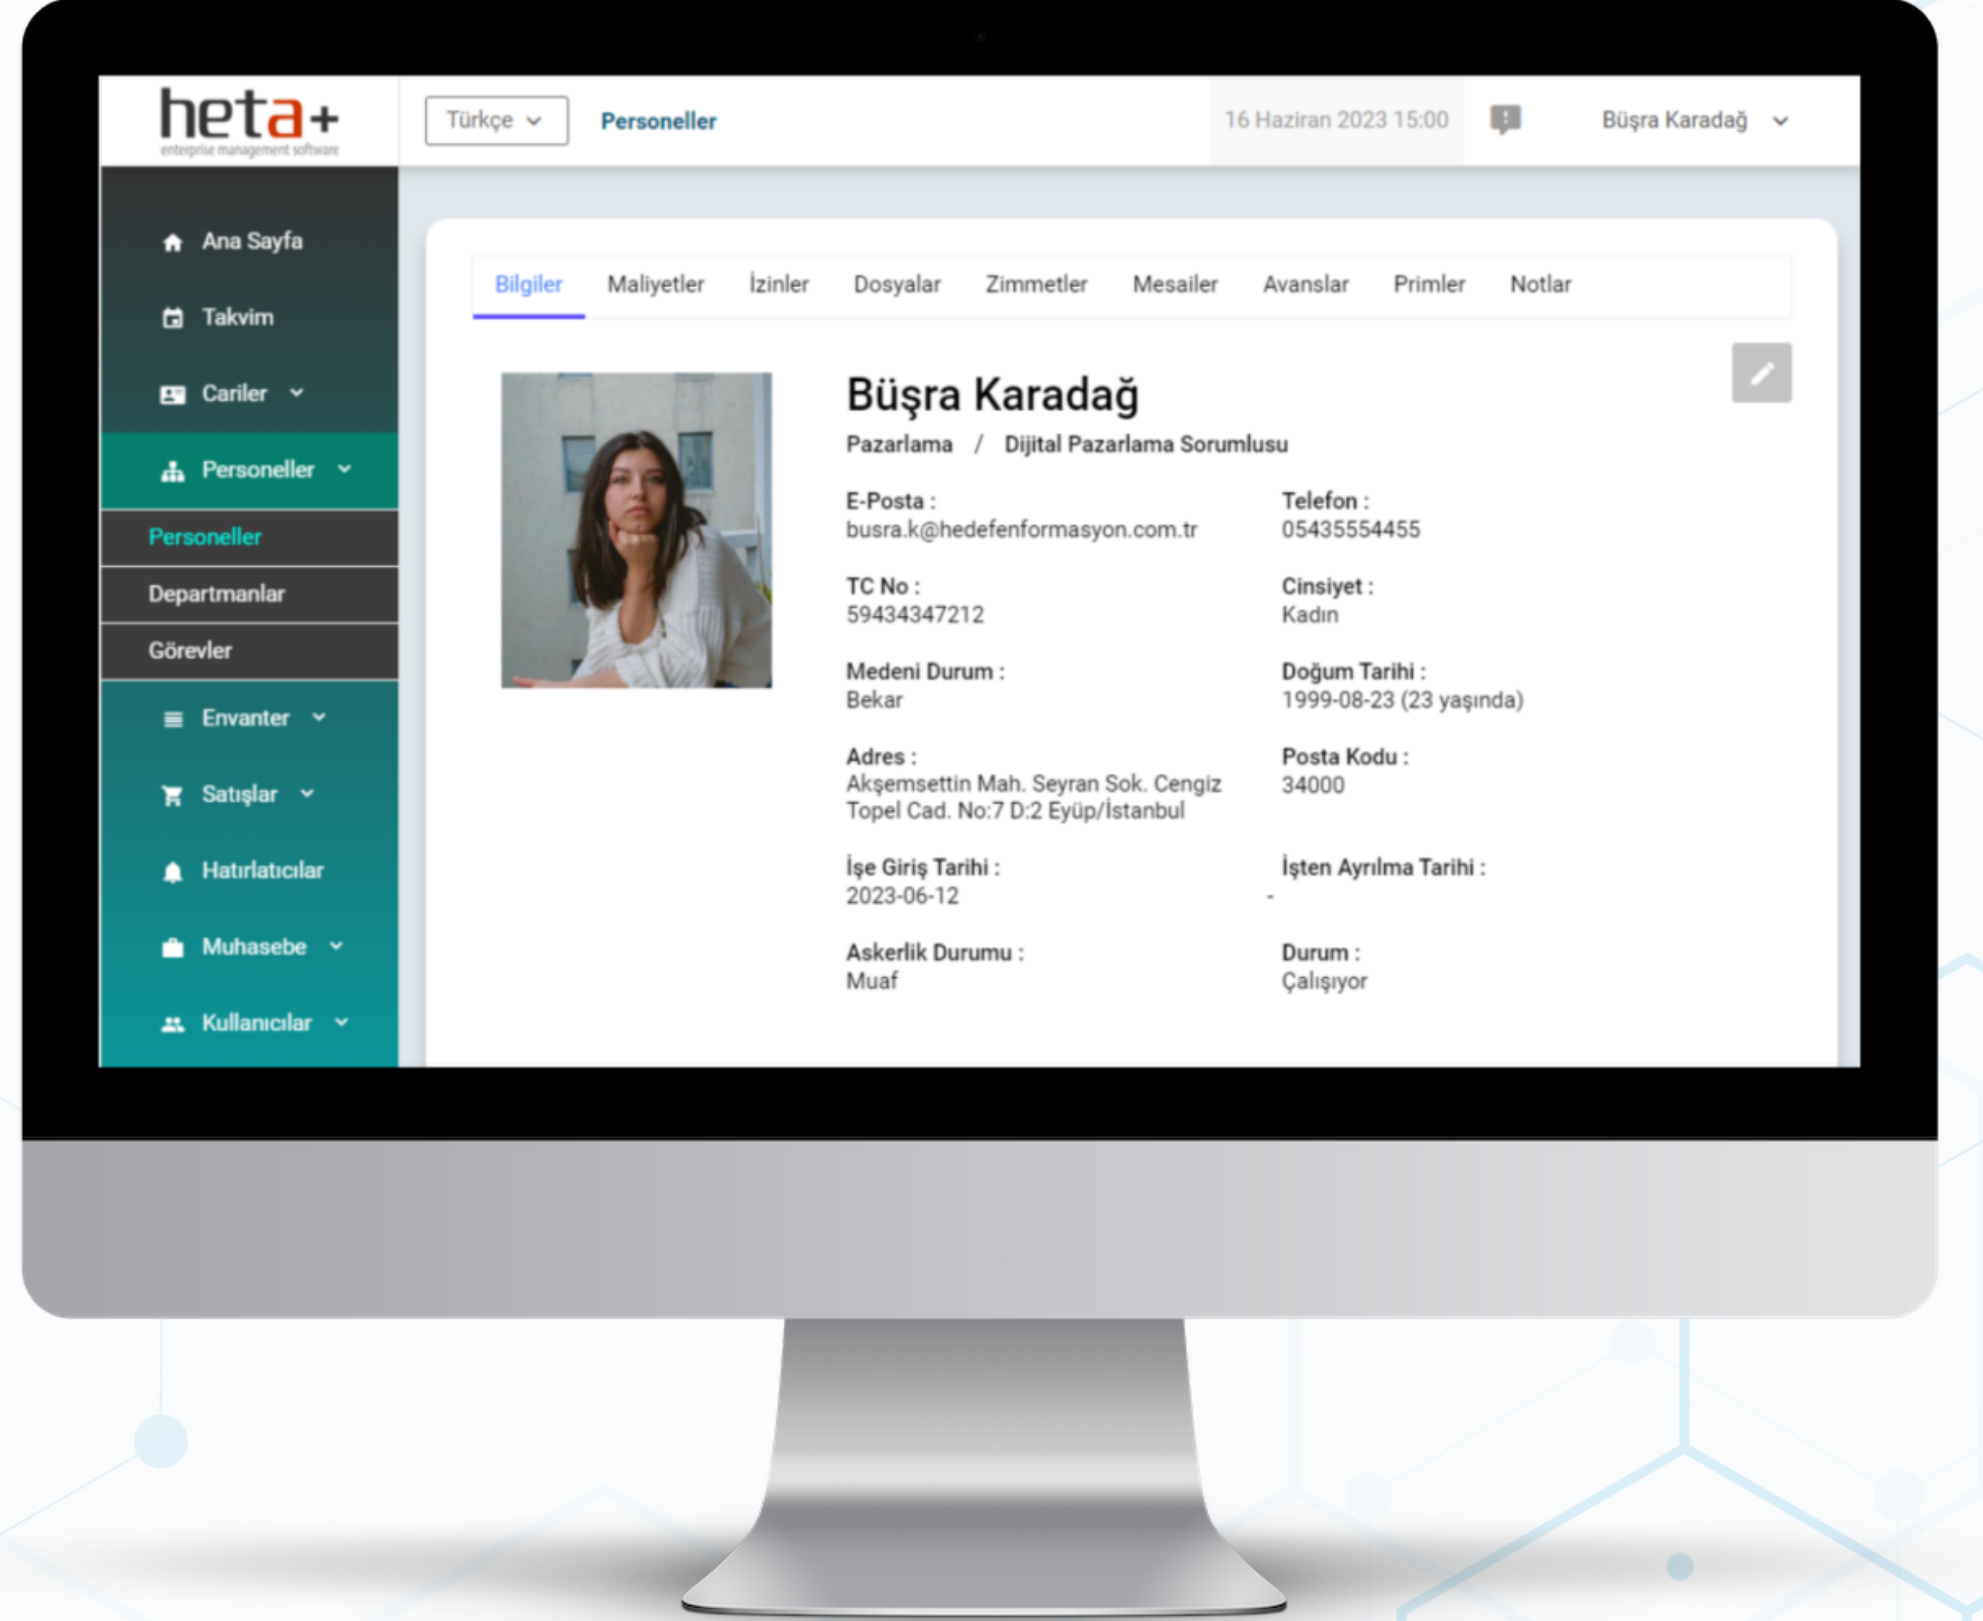 heta+
enterprise management software
Türkçe
Personeller
16 Haziran 2023 15:00
Büşra Karadağ
Ana Sayfa
Takvim
Cariler
Personeller
Personeller
Departmanlar
Görevler
Envanter
Satışlar
Hatırlatıcılar
Muhasebe
Kullanıcılar
Bilgiler Maliyetler İzinler Dosyalar Zimmetler Mesailer Avanslar Primler Notlar
Büşra Karadağ
Pazarlama / Dijital Pazarlama Sorumlusu
E-Posta :
busra.k@hedefenformasyon.com.tr
Telefon :
05435554455
TC No :
59434347212
Cinsiyet :
Kadın
Medeni Durum :
Bekar
Doğum Tarihi :
1999-08-23 (23 yaşında)
Adres :
Akşemsettin Mah. Seyran Sok. Cengiz
Topel Cad. No:7 D:2 Eyüp/İstanbul
Posta Kodu :
34000
İşe Giriş Tarihi :
2023-06-12
İşten Ayrılma Tarihi :
-
Askerlik Durumu :
Muaf
Durum :
Çalışıyor